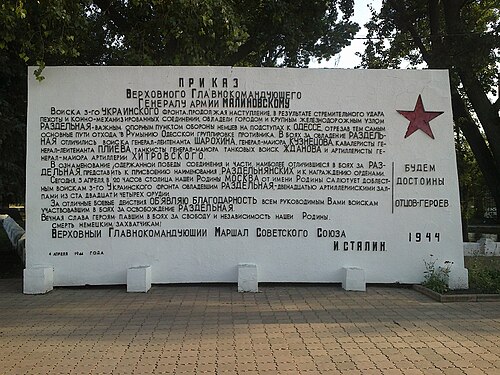 ПРИКАЗ
Верховного Главнокомандующего
Генералу армии МАЛИНОВСКОМУ
Войска 3-го УКРАИНСКОГО фронта, продолжая наступление, в результате стремительного удара
пехоты и конно-механизированных соединений, овладели городом и крупным железнодорожным узлом
РАЗДЕЛЬНАЯ-важным опорным пунктом обороны немцев на подступах к ОДЕССЕ, отрезав тем самым
основные пути отхода в Румынию Одесской группировке противника. В боях за овладение РАЗДЕЛЬ-
НАЯ отличились войска генерал-лейтенанта ШАРОХИНА, генерал-майора КУЗНЕЦОВА, кавалеристы ге-
нерал-лейтенанта ПЛИЕВА, танкисты генерал-майора танковых войск ЖДАНОВА и артиллеристы ге-
нерал-майора артиллерии ХИТРОВСКОГО.
В ознаменование одержанной победы соединения и части, наиболее отличившиеся в боях за РАЗ-
ДЕЛЬНАЯ, представить к присвоению наименования РАЗДЕЛЬНЯНСКИХ и к награждению орденами.
Сегодня, 5 апреля, в 20 часов столица нашей Родины МОСКВА от имени Родины салютует доблест-
ным войскам 3-го Украинского фронта, овладевшим РАЗДЕЛЬНАЯ-двенадцатью артиллерийскими зал-
пами из ста двадцати четырех орудий.
За отличные боевые действия ОБЪЯВЛЯЮ БЛАГОДАРНОСТЬ всем руководимым Вами войскам,
участвовавшим в боях за освобождение РАЗДЕЛЬНАЯ.
Вечная слава героям павшим в боях за свободу и независимость нашей Родины.
Смерть немецким захватчикам!
Верховный Главнокомандующий Маршал Советского Союза
И.СТАЛИН
апреля 1944 года
БУДЕМ
ДОСТОЙНЫ
ОТЦОВ-ГЕРОЕВ
1944